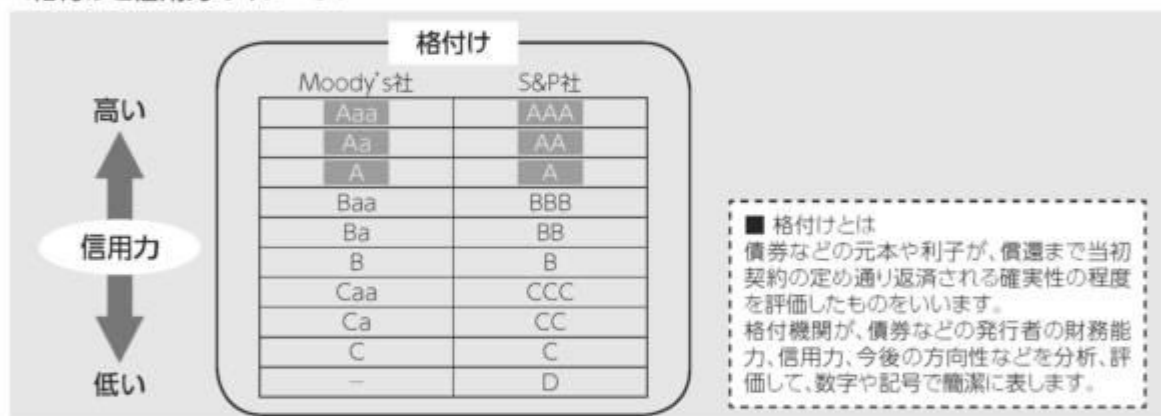 格付け
Moody's社 S&P社
高い
Aaa AAA
Aa AA
A A
Baa BBB
Ba BB
信用力
B B
Caa CCC
Ca CC
C C
低い
－ D
■ 格付けとは
債券などの元本や利子が、償還まで当初
契約の定め通り返済される確実性の程度
を評価したものをいいます。
格付機関が、債券などの発行者の財務能
力、信用力、今後の方向性などを分析、評
価して、数字や記号で簡潔に表します。